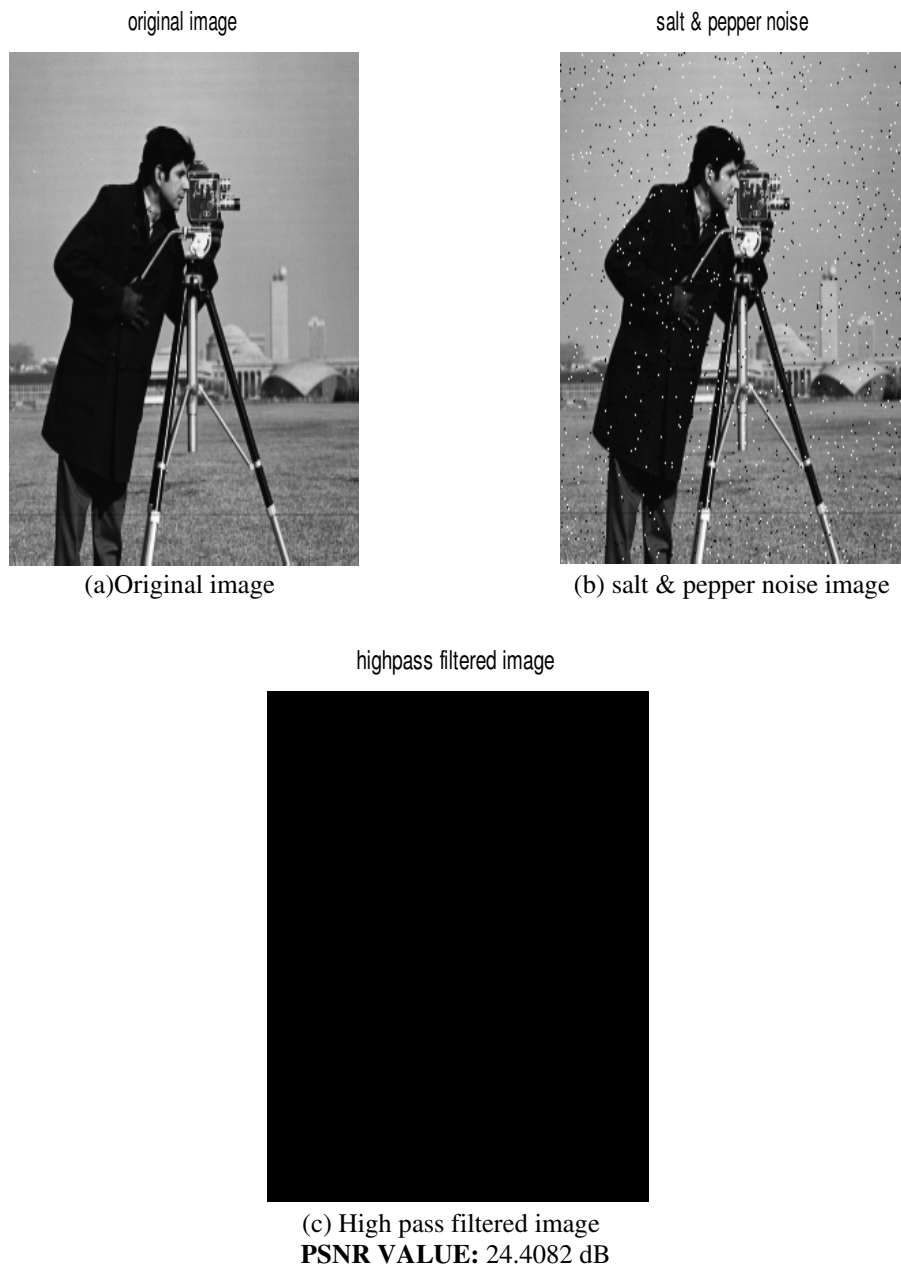 original image
salt & pepper noise
(a)Original image
(b) salt & pepper noise image
highpass filtered image
(c) High pass filtered image
PSNR VALUE: 24.4082 dB